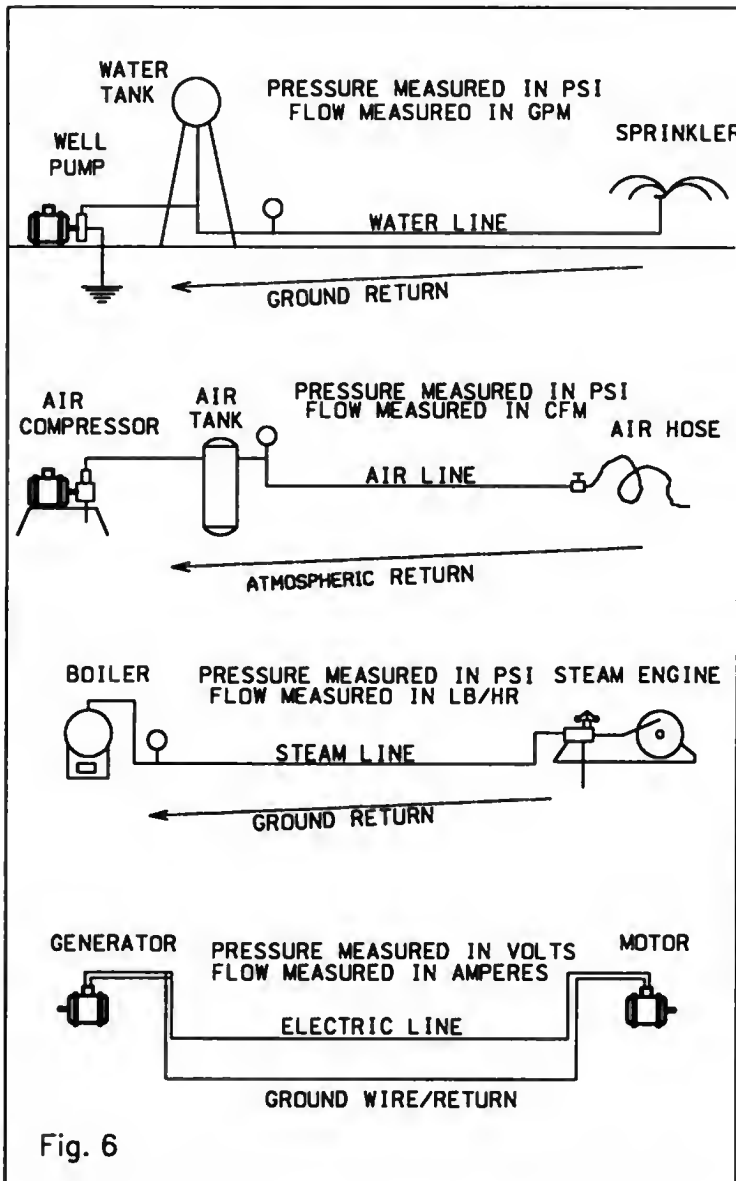 WATER
TANK
PRESSURE MEASURED IN PSI
FLOW MEASURED IN GPM
WELL
PUMP
SPRINKLER
WATER LINE
GROUND RETURN
AIR
COMPRESSOR
AIR
TANK
PRESSURE MEASURED IN PSI
FLOW MEASURED IN CFM
AIR HOSE
AIR LINE
ATMOSPHERIC RETURN
BOILER
PRESSURE MEASURED IN PSI
FLOW MEASURED IN LB/HR
STEAM ENGINE
STEAM LINE
GROUND RETURN
GENERATOR
PRESSURE MEASURED IN VOLTS
FLOW MEASURED IN AMPERES
MOTOR
ELECTRIC LINE
GROUND WIRE/RETURN
Fig. 6